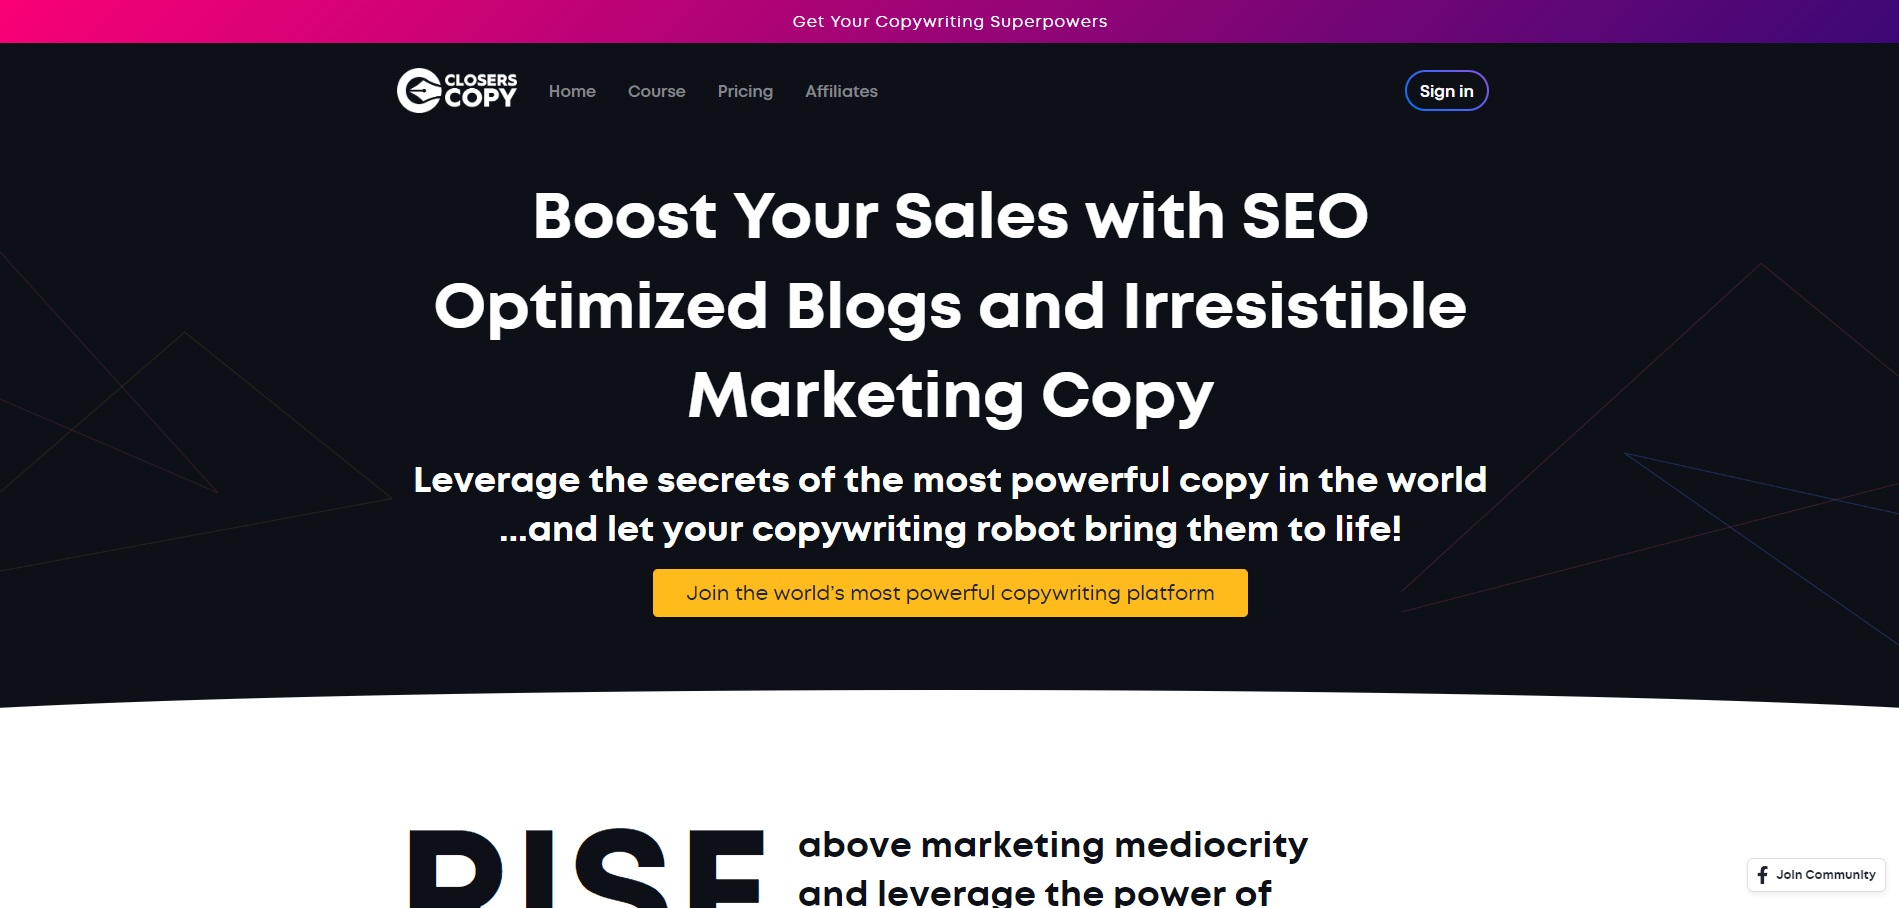 Get Your Copywriting Superpowers
CLOSERS
COPY
Home Course Pricing Affiliates
Sign in
Boost Your Sales with SEO
Optimized Blogs and Irresistible
Marketing Copy
Leverage the secrets of the most powerful copy in the world
...and let your copywriting robot bring them to life!
Join the world's most powerful copywriting platform
RISE
above marketing mediocrity
and leverage the power of
Join Community